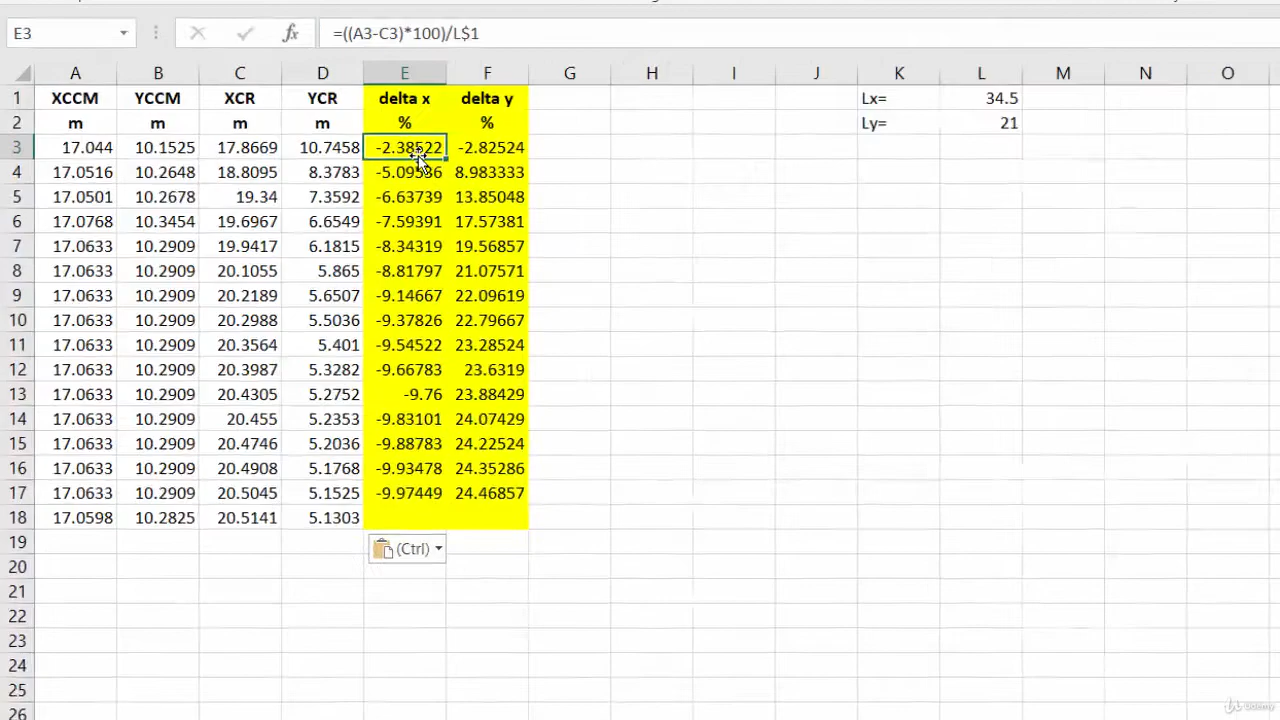 E3 fx =((A3-C3)*100)/L$1
A B C D E F G H I J K L M N O
1 XCCM YCCM XCR YCR delta x delta y Lx= 34.5
2 m m m m % % Ly= 21
3 17.044 10.1525 17.8669 10.7458 -2.38522 -2.82524
4 17.0516 10.2648 18.8095 8.3783 -5.09536 8.983333
5 17.0501 10.2678 19.34 7.3592 -6.63739 13.85048
6 17.0768 10.3454 19.6967 6.6549 -7.59391 17.57381
7 17.0633 10.2909 19.9417 6.1815 -8.34319 19.56857
8 17.0633 10.2909 20.1055 5.865 -8.81797 21.07571
9 17.0633 10.2909 20.2189 5.6507 -9.14667 22.09619
10 17.0633 10.2909 20.2988 5.5036 -9.37826 22.79667
11 17.0633 10.2909 20.3564 5.401 -9.54522 23.28524
12 17.0633 10.2909 20.3987 5.3282 -9.66783 23.6319
13 17.0633 10.2909 20.4305 5.2752 -9.76 23.88429
14 17.0633 10.2909 20.455 5.2353 -9.83101 24.07429
15 17.0633 10.2909 20.4746 5.2036 -9.88783 24.22524
16 17.0633 10.2909 20.4908 5.1768 -9.93478 24.35286
17 17.0633 10.2909 20.5045 5.1525 -9.97449 24.46857
18 17.0598 10.2825 20.5141 5.1303
19 (Ctrl)
20
21
22
23
24
25
26
Udemy